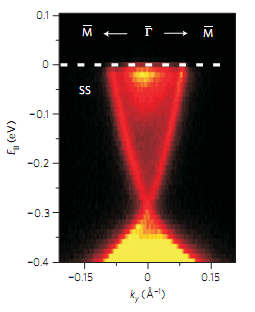 0.1
M̄ ← Γ̄ → M̄
0
SS
−0.1
E_B (eV)
−0.2
−0.3
−0.4
−0.15 0 0.15
k_y (Å⁻¹)